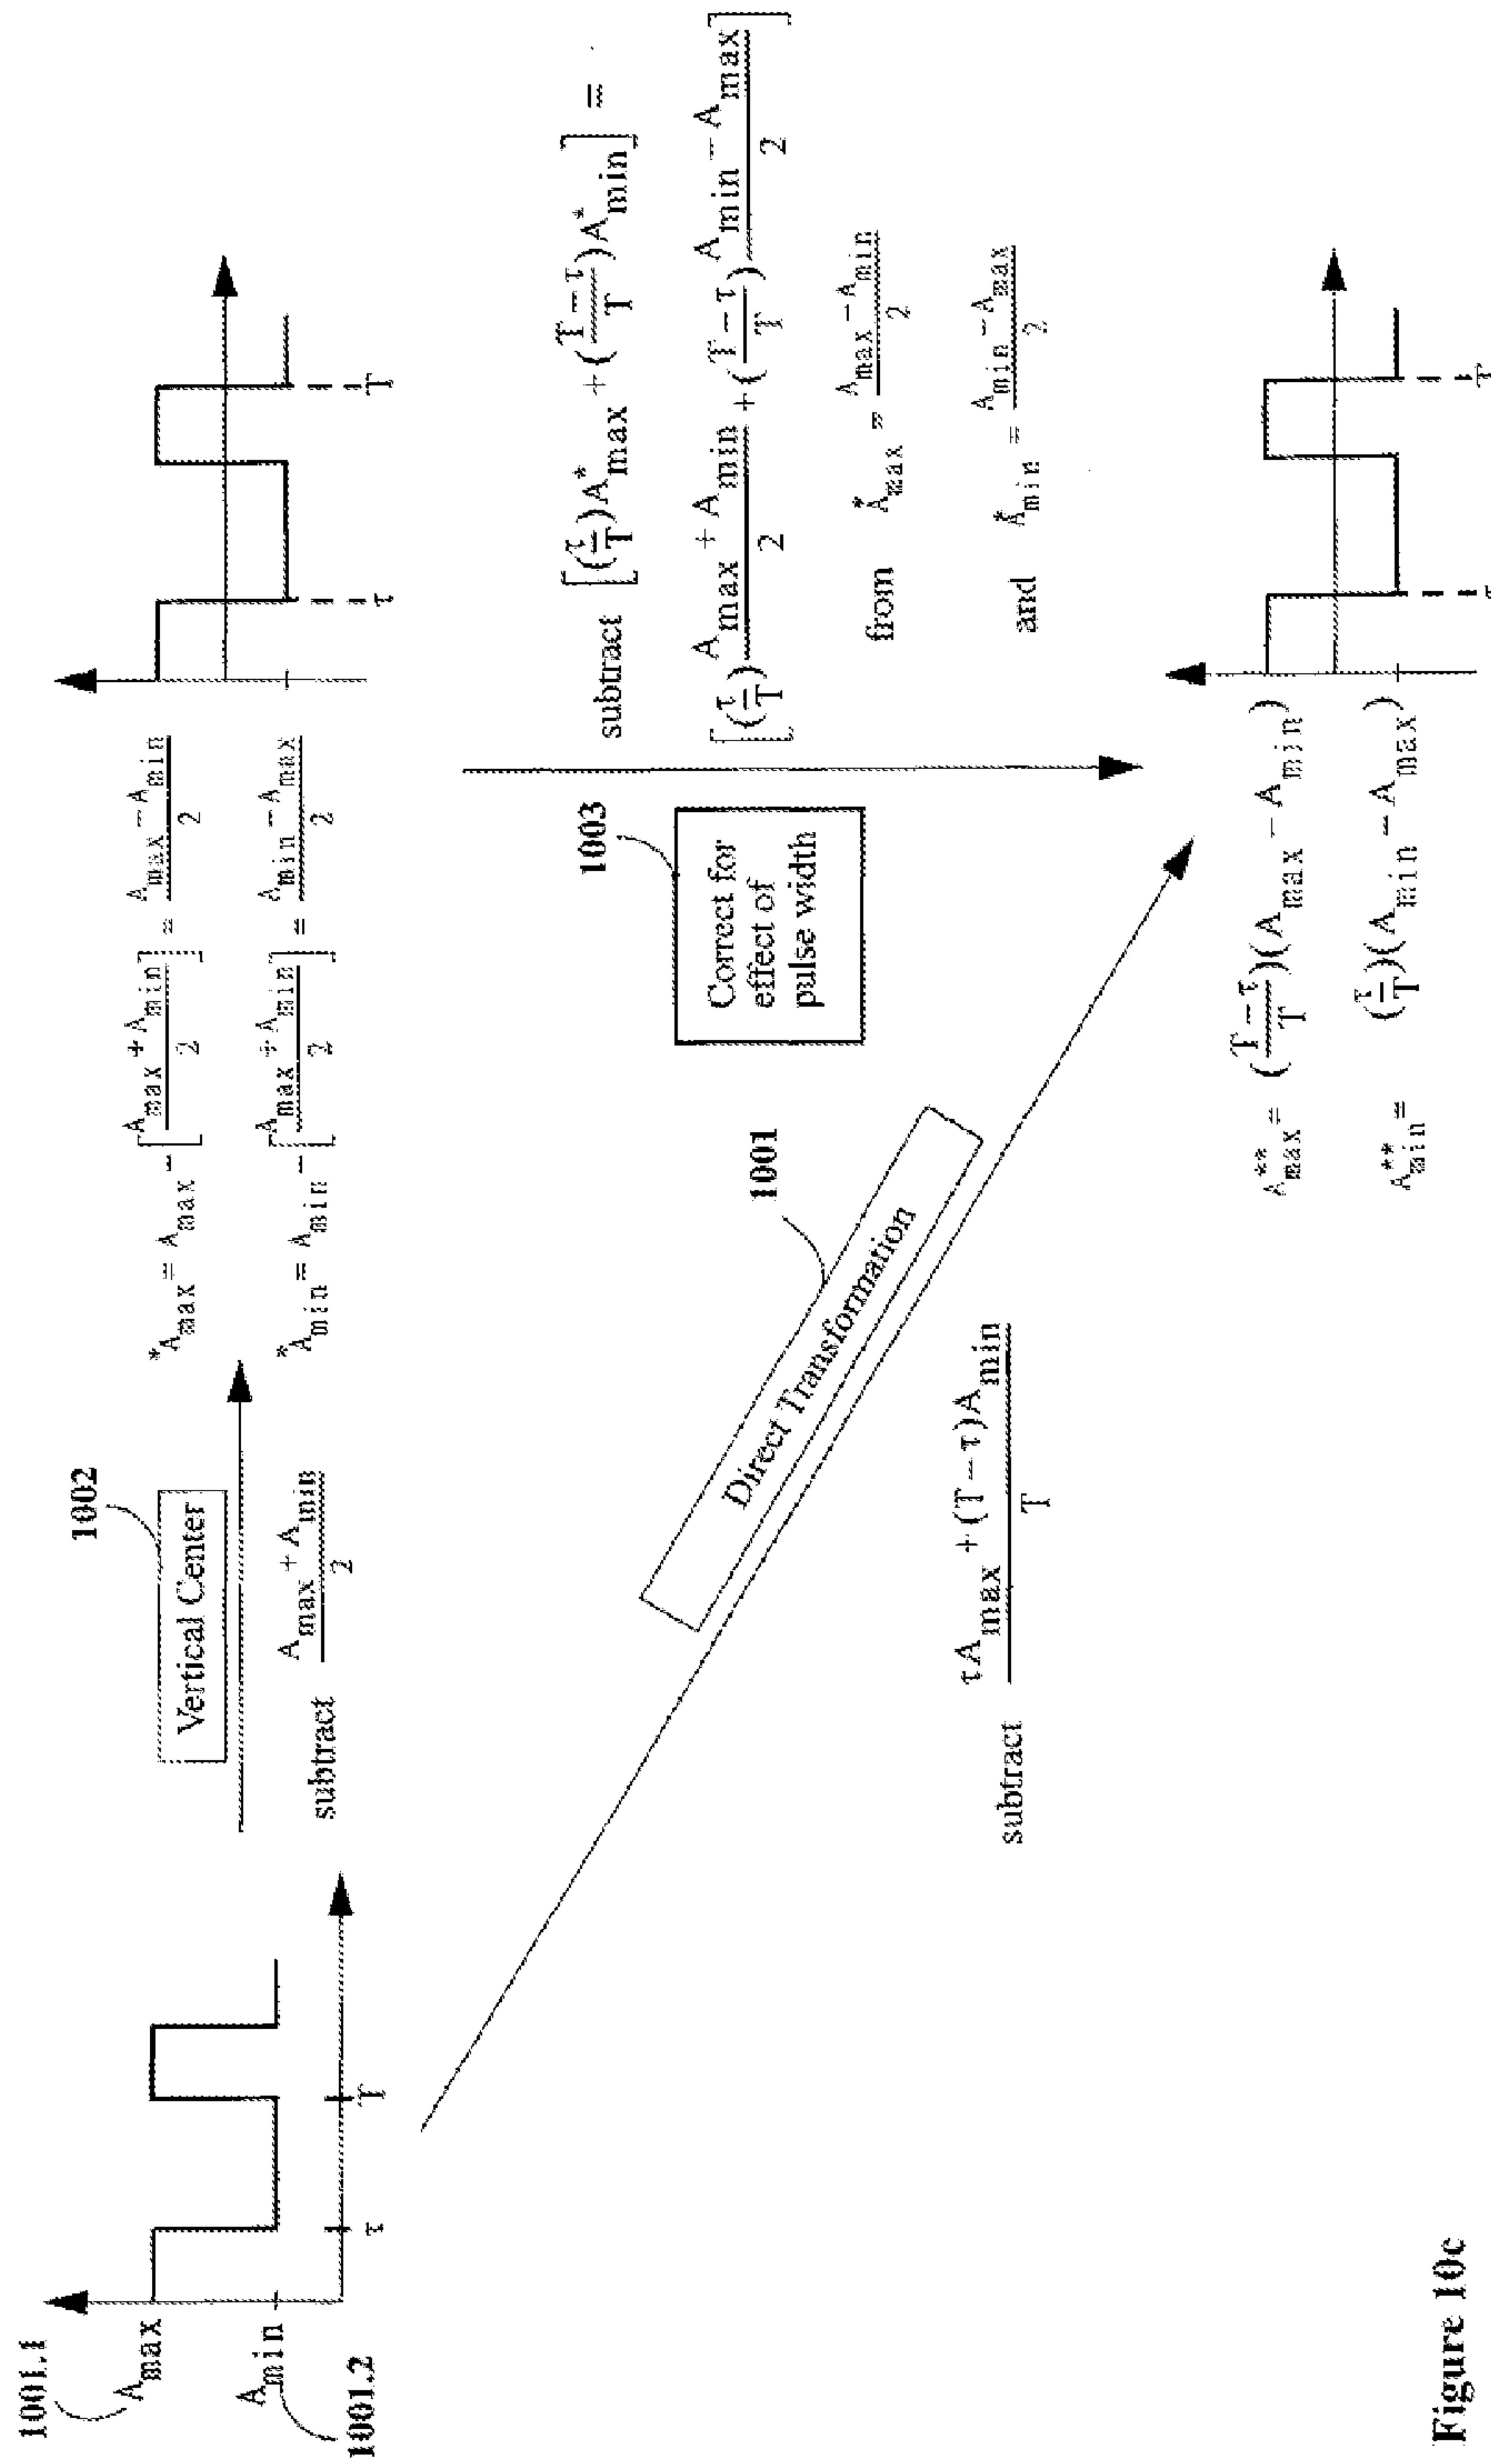 1001.1
A_max
A_min
1001.2
τ
T
1002
Vertical Center
subtract (A_max + A_min)/2
*A_max = A_max − [(A_max + A_min)/2] = (A_max − A_min)/2
*A_min = A_min − [(A_max + A_min)/2] = (A_min − A_max)/2
τ
T
1001
Direct Transformation
subtract (τA_max + (T−τ)A_min)/T
1003
Correct for
effect of
pulse width
subtract [(τ/T)A*_max + ((T−τ)/T)A*_min] =
[(τ/T)(A_max + A_min)/2 + ((T−τ)/T)(A_min − A_max)/2]
from A*_max = (A_max − A_min)/2
and A*_min = (A_min − A_max)/2
A**_max = ((T−τ)/T)(A_max − A_min)
A**_min = (τ/T)(A_min − A_max)
τ
T
Figure 10c